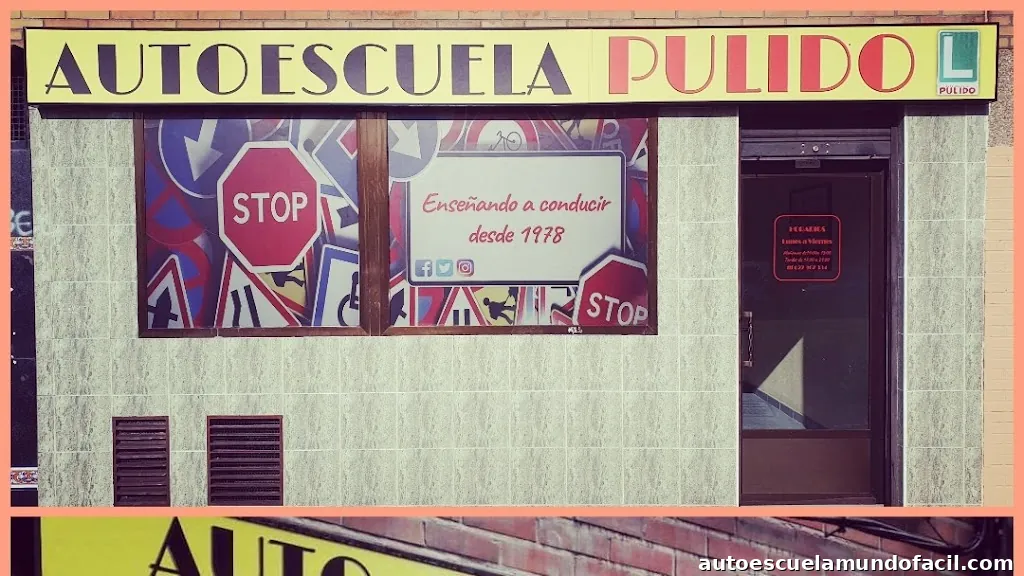 AUTOESCUELA PULIDO
L
PULIDO
STOP
Enseñando a conducir
desde 1978
STOP
HORARIOS
Lunes a Viernes
AUTO
autoescuelamundofacil.com